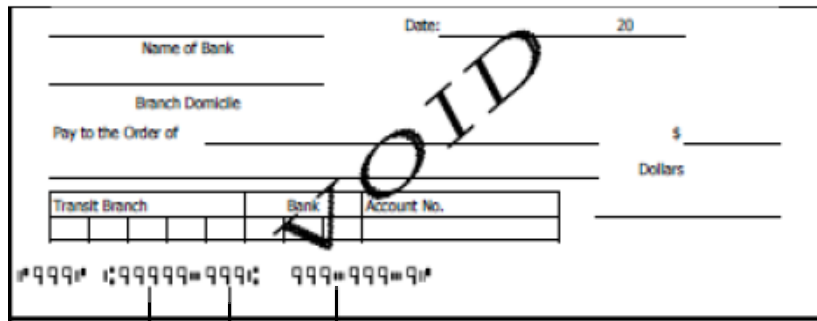 Date: 20
Name of Bank
Branch Domicile
Pay to the Order of $
Dollars
Transit Branch Bank Account No.
VOID
⑈999⑈ ⑆99999⑉999⑆ 999⑉999⑉9⑈